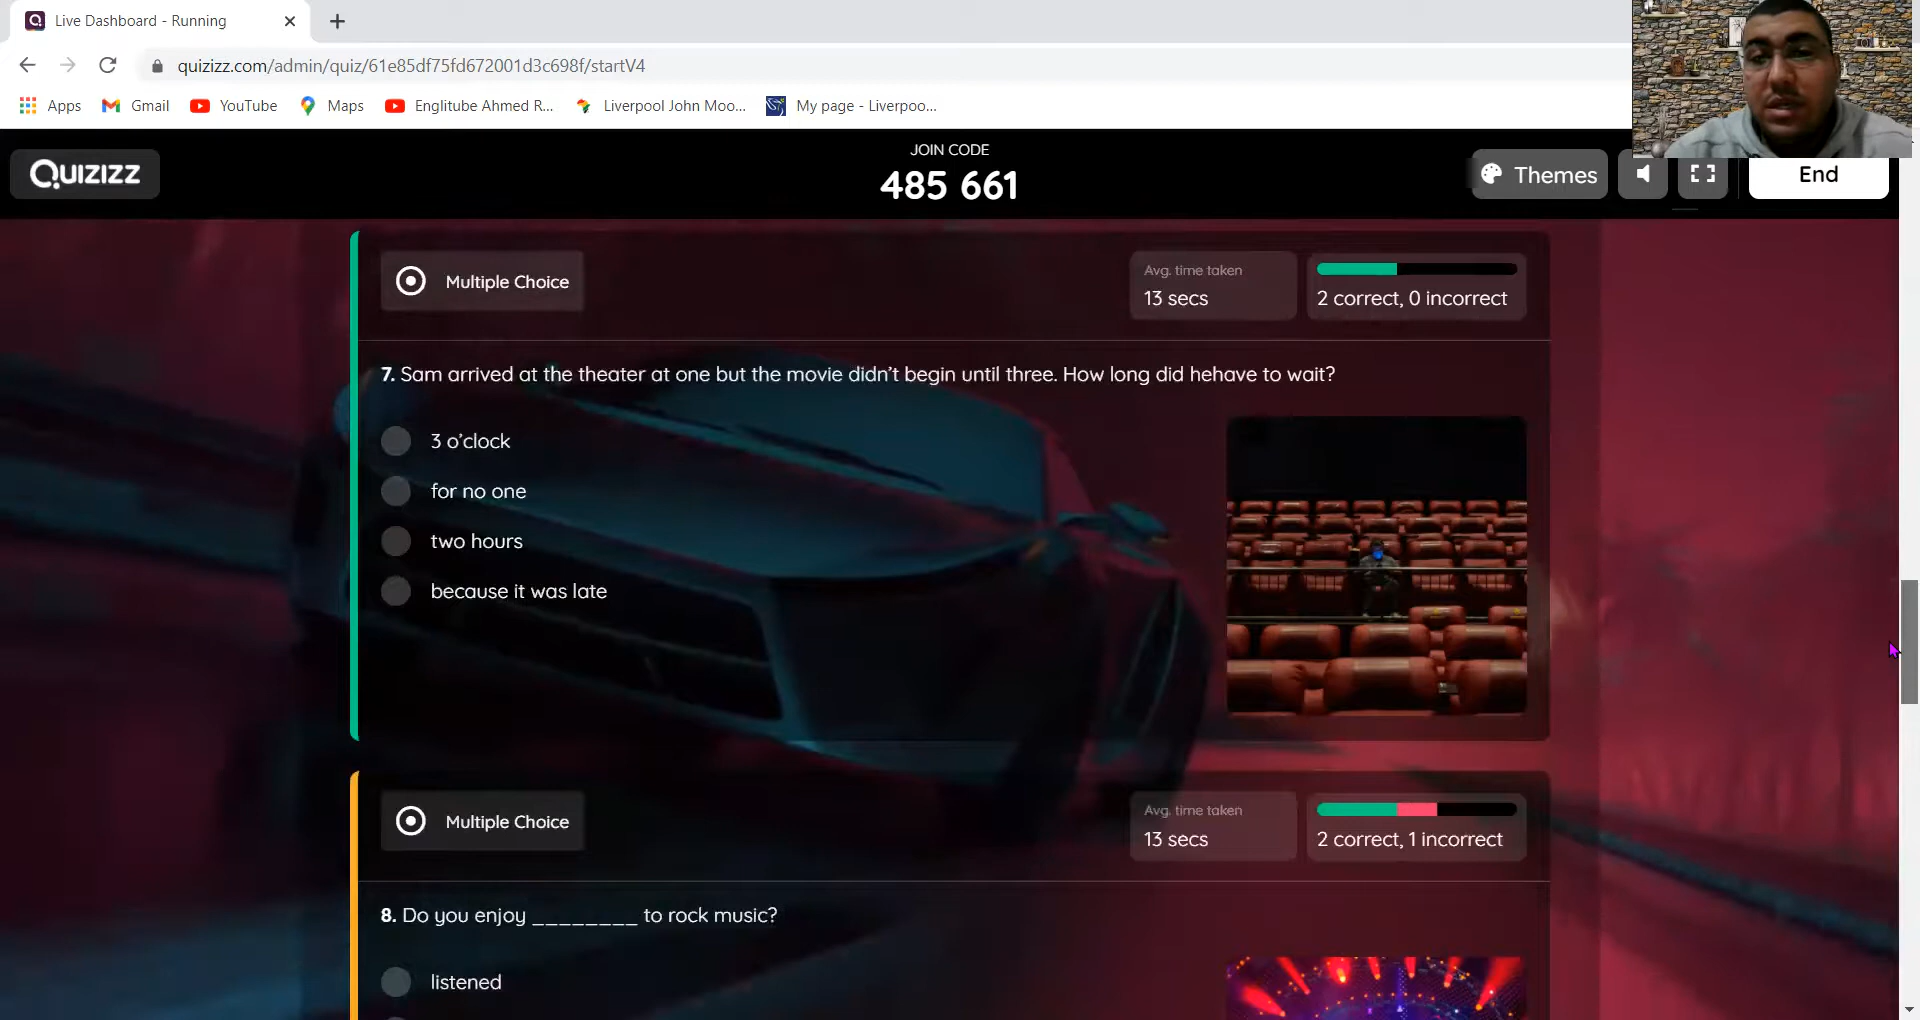 Live Dashboard - Running
quizizz.com/admin/quiz/61e85df75fd672001d3c698f/startV4
Apps Gmail YouTube Maps Englitube Ahmed R... Liverpool John Moo... My page - Liverpoo...
QUIZIZZ
JOIN CODE
485 661
Themes
End
Multiple Choice
Avg. time taken
13 secs
2 correct, 0 incorrect
7. Sam arrived at the theater at one but the movie didn't begin until three. How long did hehave to wait?
3 o'clock
for no one
two hours
because it was late
Multiple Choice
Avg. time taken
13 secs
2 correct, 1 incorrect
8. Do you enjoy ________ to rock music?
listened